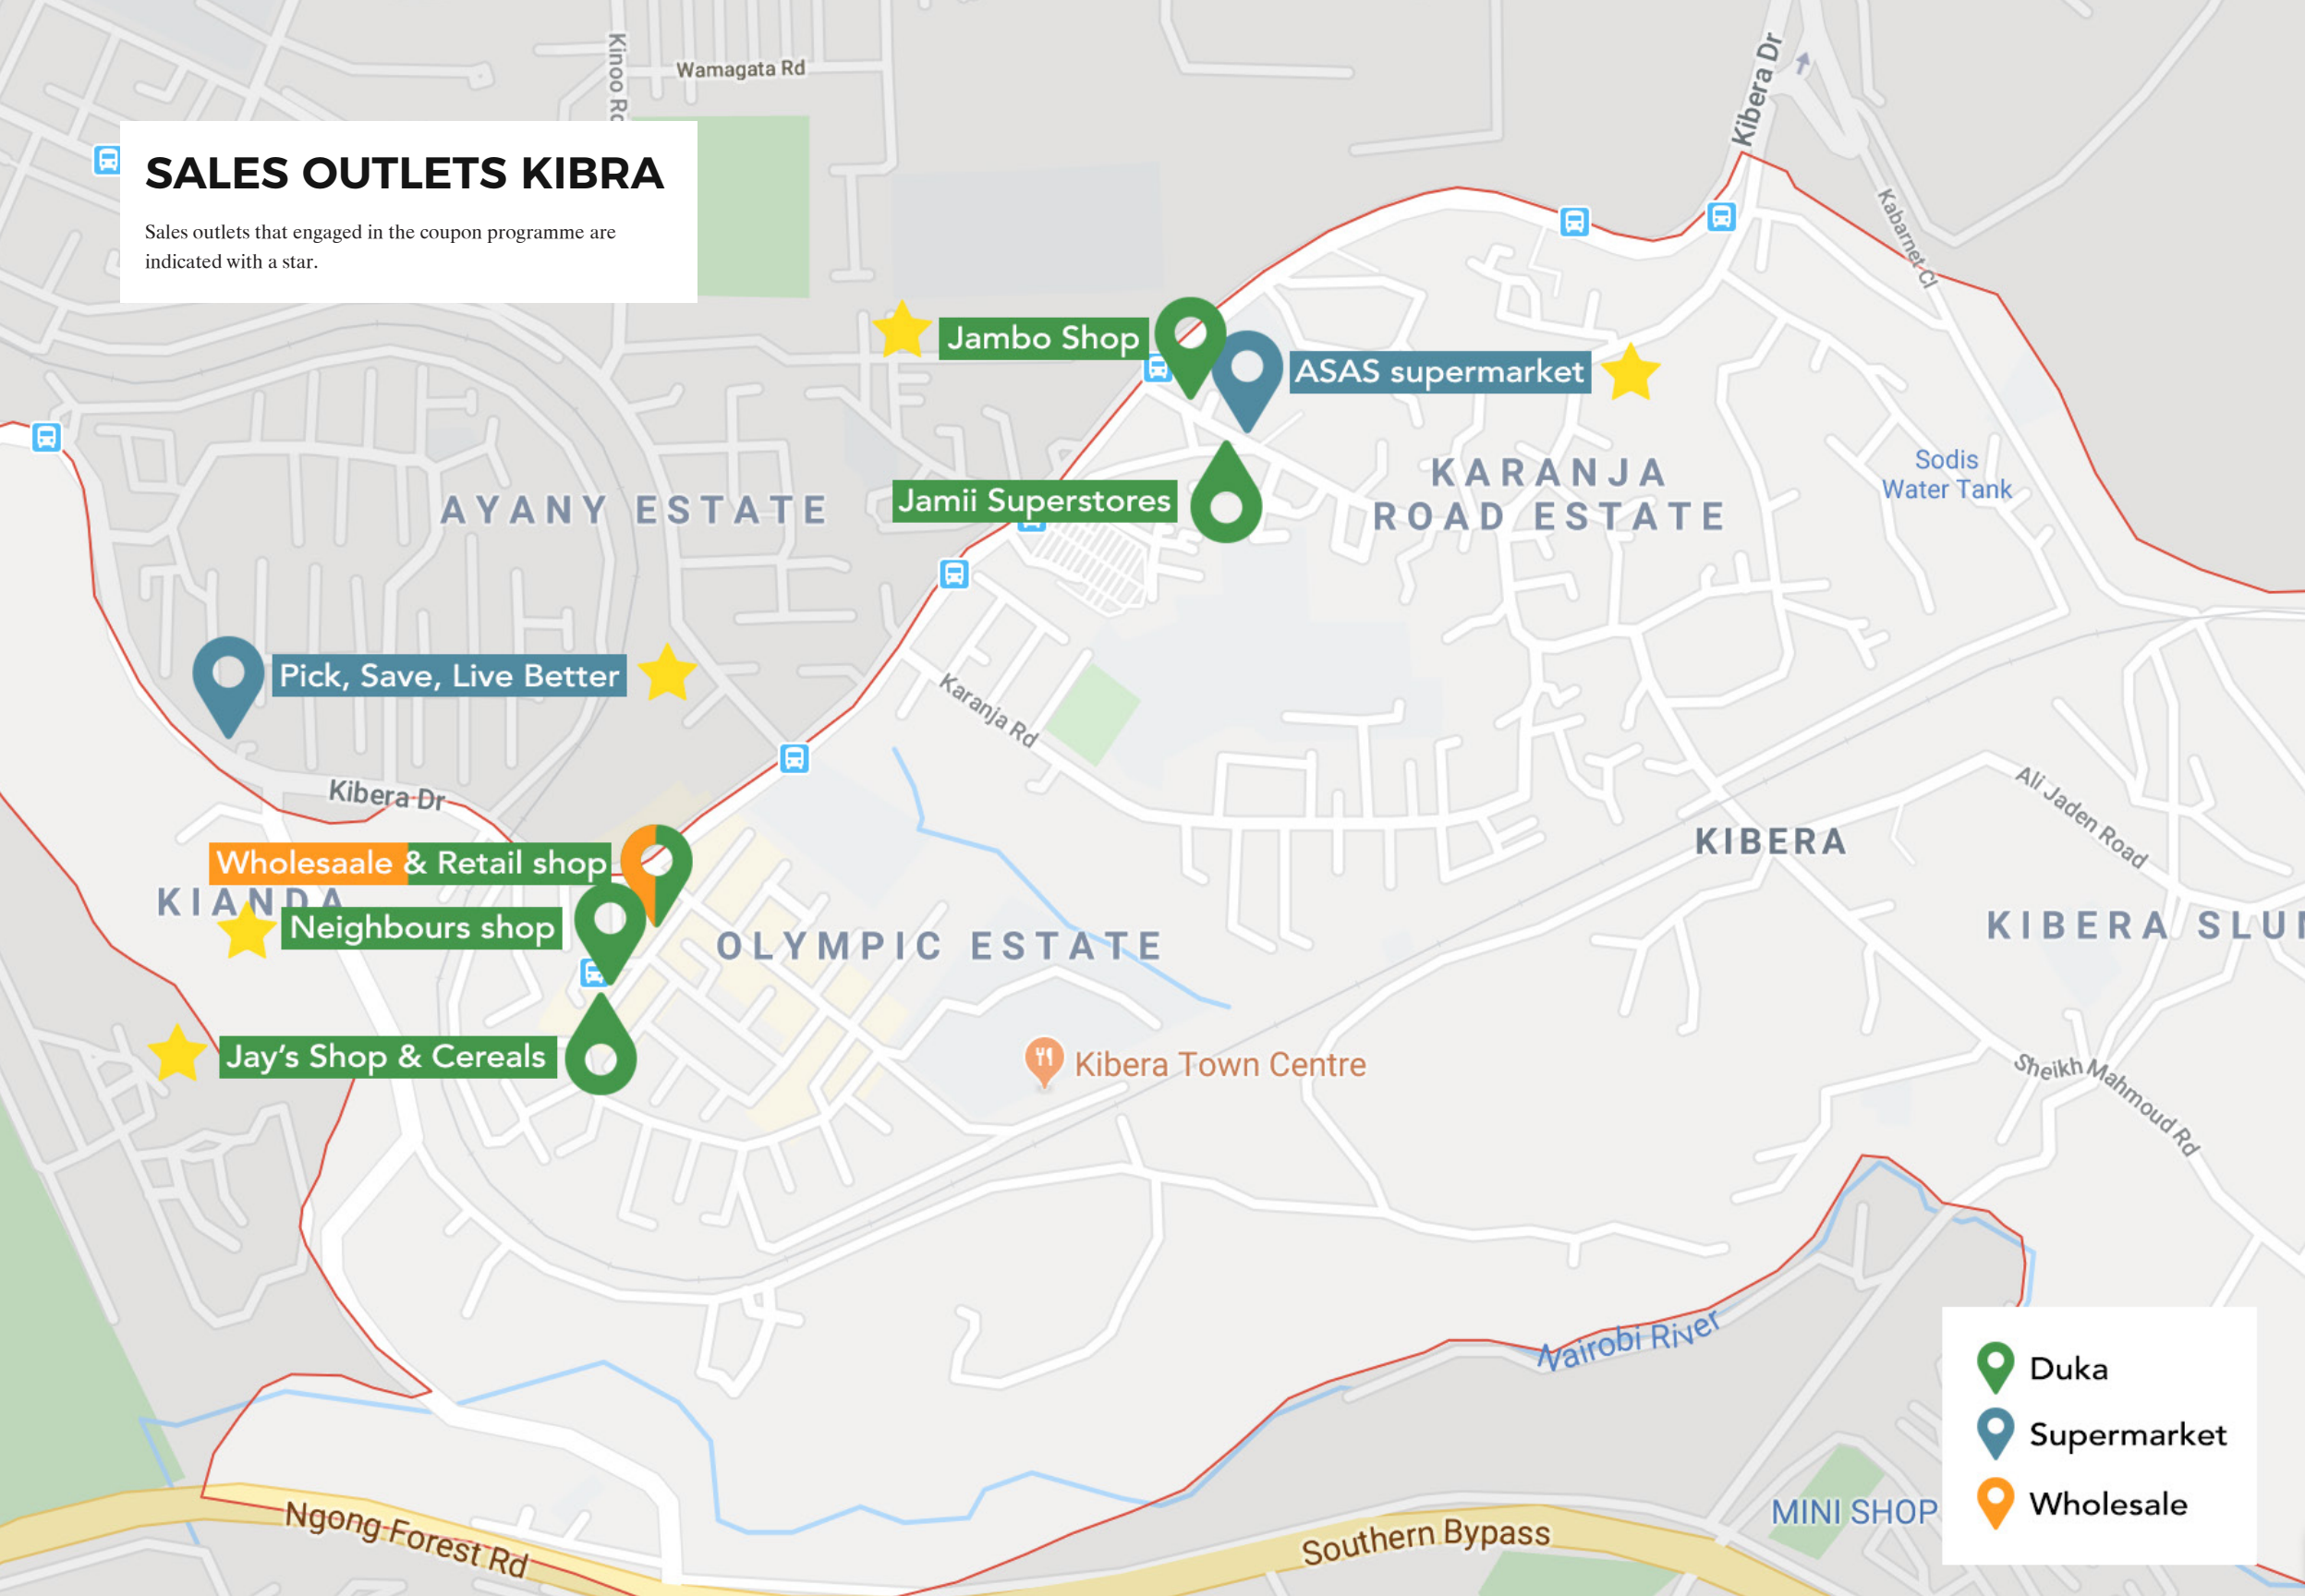 Kinoo Rd
Wamagata Rd
Kibera Dr
SALES OUTLETS KIBRA
Sales outlets that engaged in the coupon programme are
indicated with a star.
Kabarnet Cl
Jambo Shop
ASAS supermarket
KARANJA
ROAD ESTATE
Sodis
Water Tank
AYANY ESTATE
Jamii Superstores
Pick, Save, Live Better
Karanja Rd
Kibera Dr
Ali Jaden Road
KIBERA
Wholesaale & Retail shop
KIANDA
Neighbours shop
OLYMPIC ESTATE
KIBERA SLU
Jay's Shop & Cereals
Kibera Town Centre
Sheikh Mahmoud Rd
Nairobi River
Duka
Supermarket
Wholesale
MINI SHOP
Ngong Forest Rd
Southern Bypass